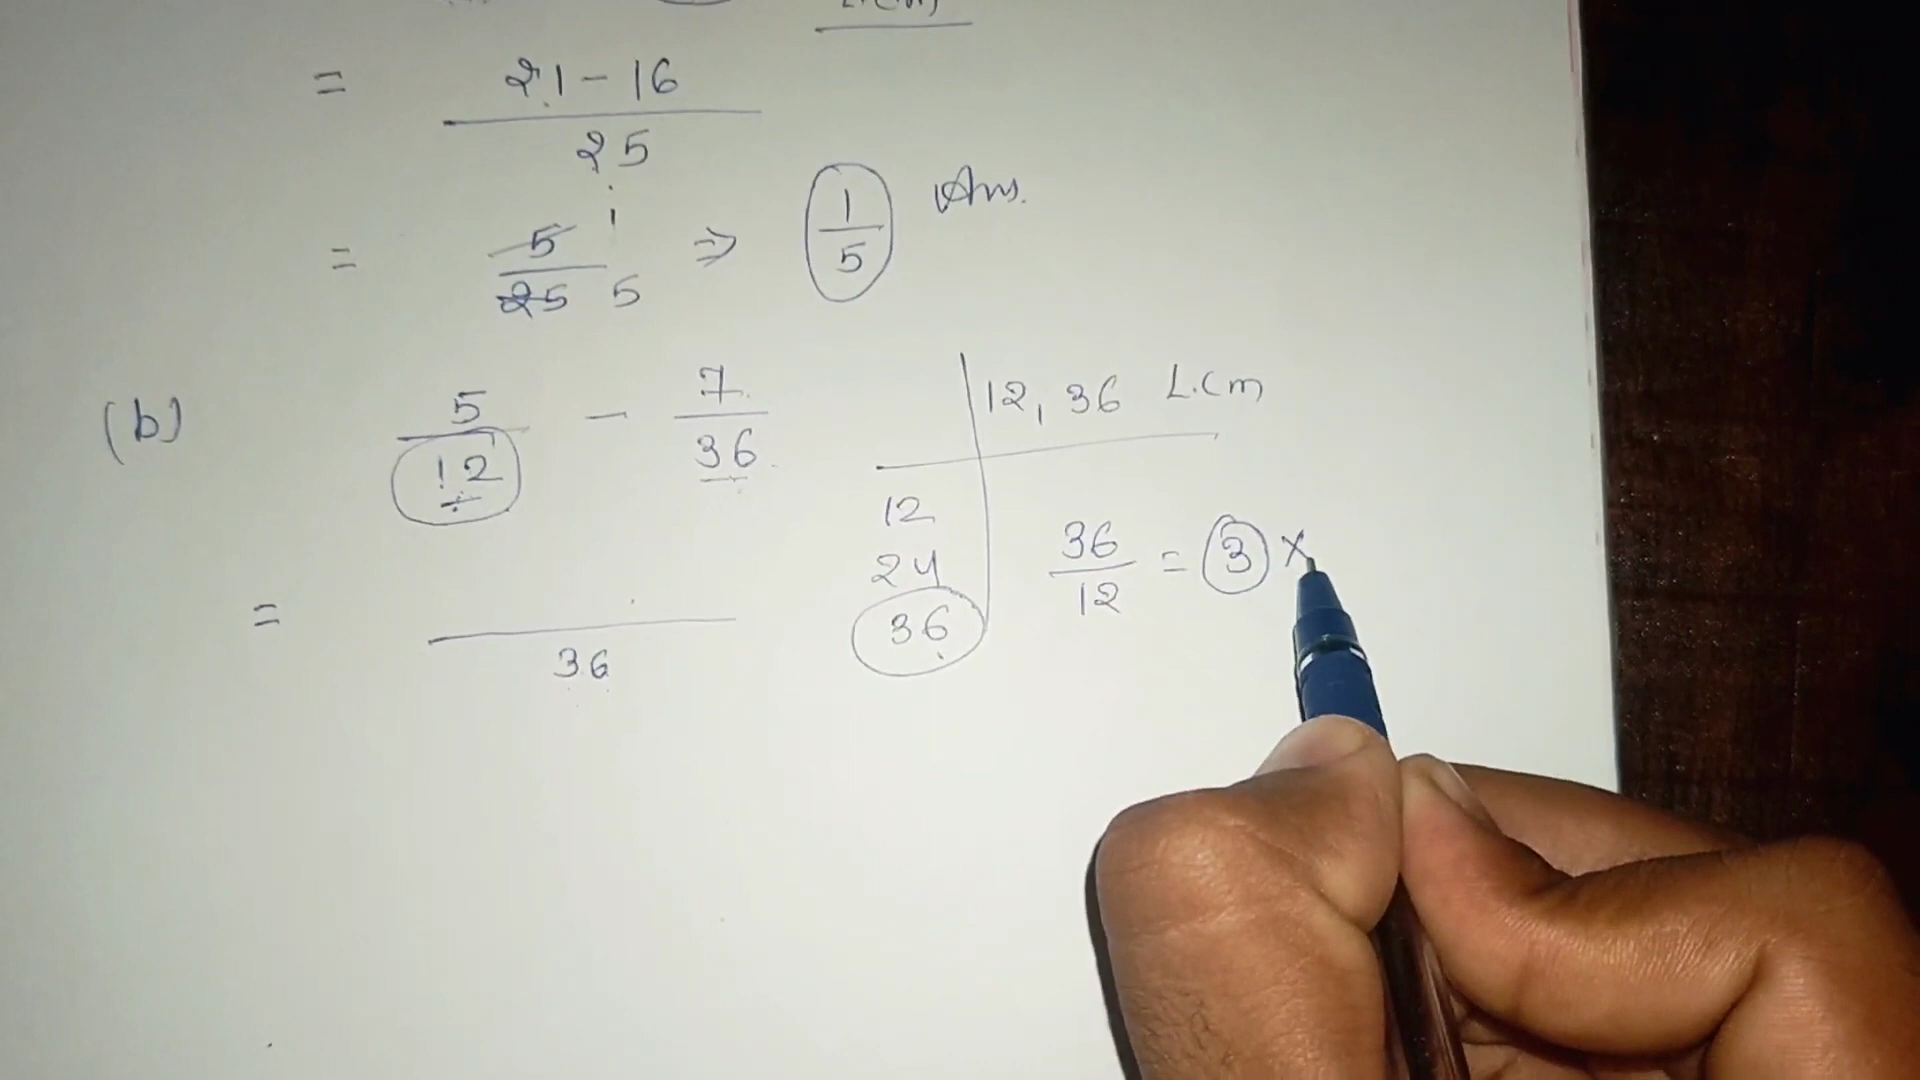 = 21 - 16
25
= 5 1
25 5 ⇒ 1/5 Ans.
(b) 5/12 - 7/36
12, 36 L.Cm
12
24
36
36/12 = 3 ×
= 36